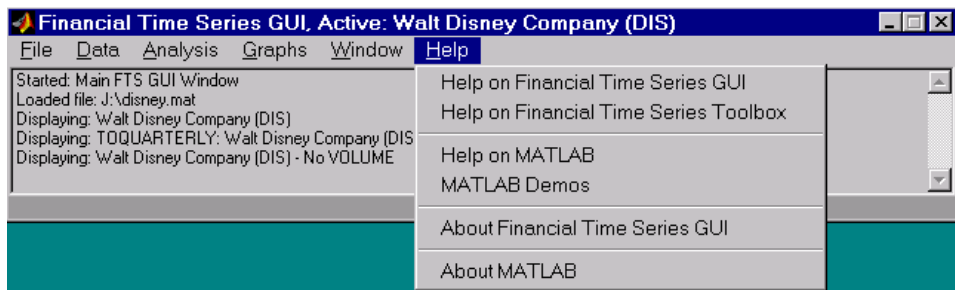 Financial Time Series GUI, Active: Walt Disney Company (DIS)
File Data Analysis Graphs Window Help
Started: Main FTS GUI Window
Loaded file: J:\disney.mat
Displaying: Walt Disney Company (DIS)
Displaying: TOQUARTERLY: Walt Disney Company (DIS
Displaying: Walt Disney Company (DIS) - No VOLUME
Help on Financial Time Series GUI
Help on Financial Time Series Toolbox
Help on MATLAB
MATLAB Demos
About Financial Time Series GUI
About MATLAB